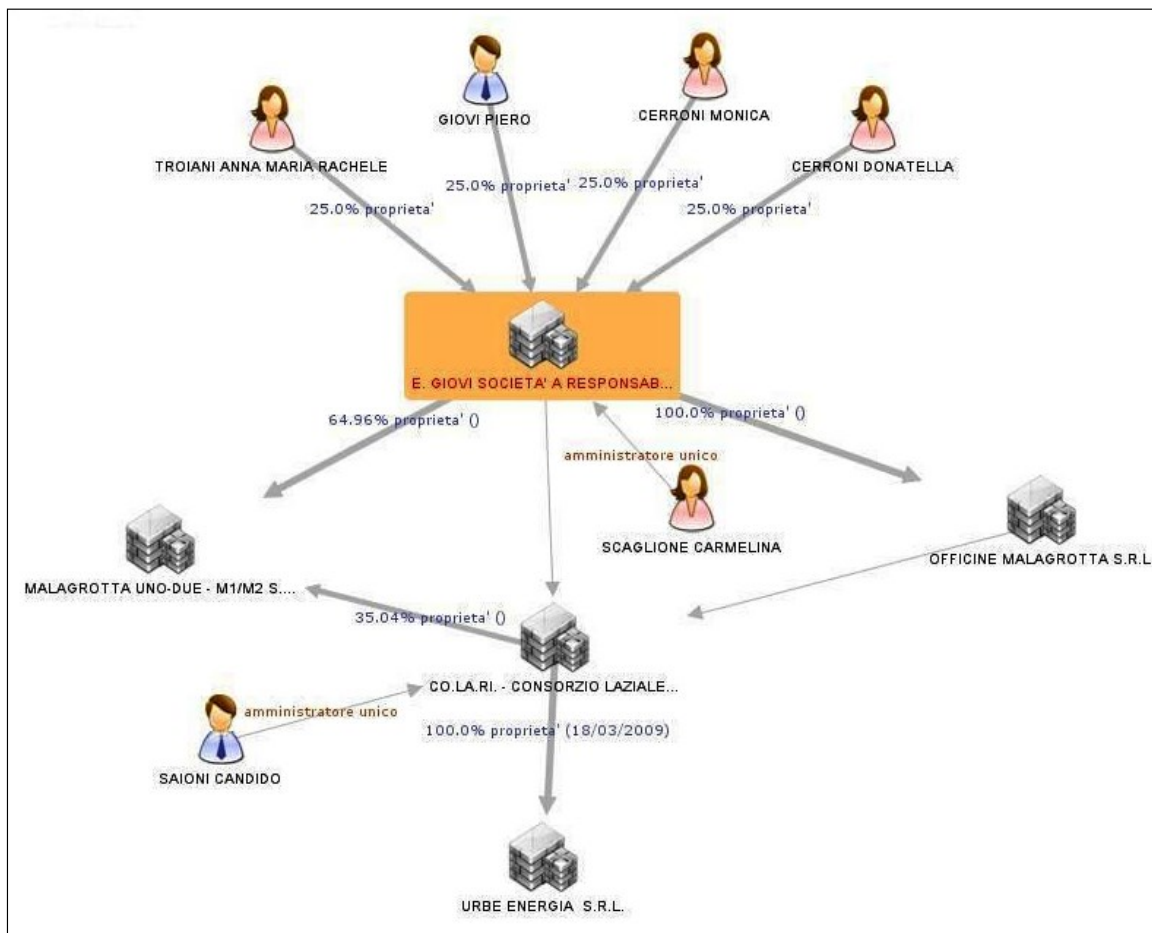 GIOVI PIERO
CERRONI MONICA
TROIANI ANNA MARIA RACHELE
CERRONI DONATELLA
25.0% proprieta'
25.0% proprieta'
25.0% proprieta'
25.0% proprieta'
E. GIOVI SOCIETA' A RESPONSAB...
64.96% proprieta' ()
100.0% proprieta' ()
amministratore unico
SCAGLIONE CARMELINA
OFFICINE MALAGROTTA S.R.L
MALAGROTTA UNO-DUE - M1/M2 S....
35.04% proprieta' ()
CO.LA.RI. - CONSORZIO LAZIALE...
amministratore unico
100.0% proprieta' (18/03/2009)
SAIONI CANDIDO
URBE ENERGIA S.R.L.